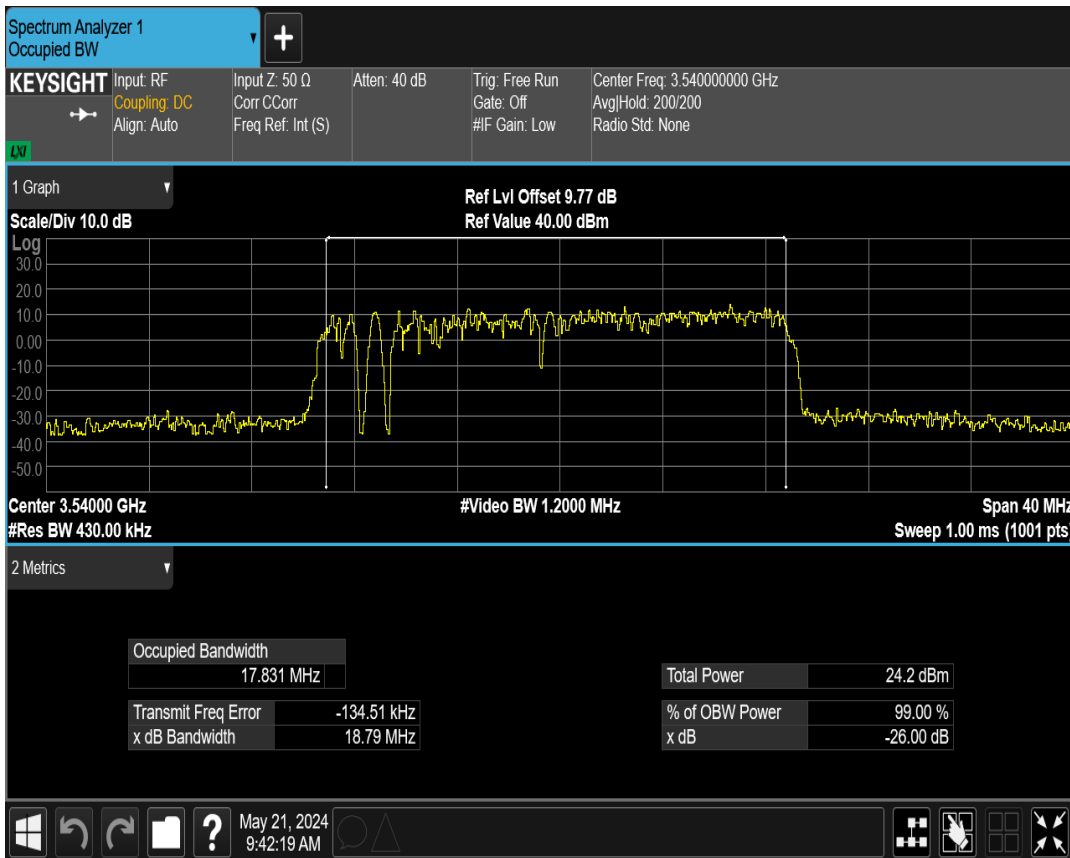 Spectrum Analyzer 1
Occupied BW
KEYSIGHT
LXI
Input: RF
Coupling: DC
Align: Auto
Input Z: 50 Ω
Corr CCorr
Freq Ref: Int (S)
Atten: 40 dB
Trig: Free Run
Gate: Off
#IF Gain: Low
Center Freq: 3.540000000 GHz
Avg|Hold: 200/200
Radio Std: None
1 Graph
Scale/Div 10.0 dB
Ref Lvl Offset 9.77 dB
Ref Value 40.00 dBm
Log
30.0
20.0
10.0
0.00
-10.0
-20.0
-30.0
-40.0
-50.0
Center 3.54000 GHz
#Video BW 1.2000 MHz
Span 40 MHz
#Res BW 430.00 kHz
Sweep 1.00 ms (1001 pts)
2 Metrics
Occupied Bandwidth
17.831 MHz
Total Power 24.2 dBm
Transmit Freq Error -134.51 kHz
% of OBW Power 99.00 %
x dB Bandwidth 18.79 MHz
x dB -26.00 dB
?
May 21, 2024
9:42:19 AM